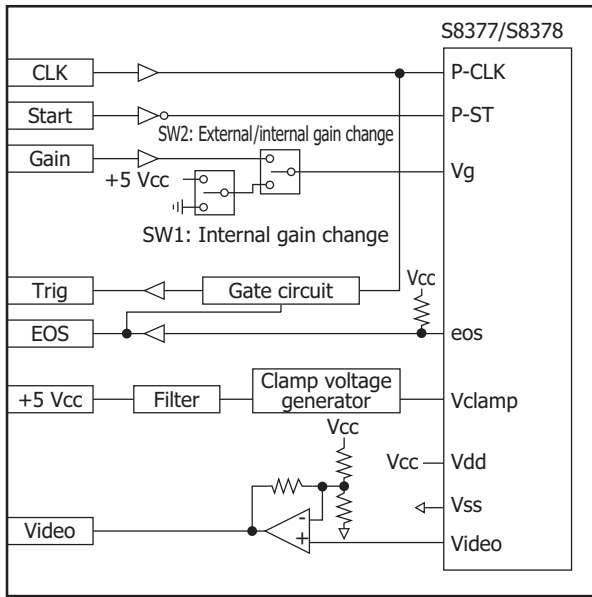 S8377/S8378
CLK
P-CLK
Start
P-ST
SW2: External/internal gain change
Gain
+5 Vcc
Vg
SW1: Internal gain change
Vcc
Trig
Gate circuit
EOS
eos
+5 Vcc
Filter
Clamp voltage
generator
Vclamp
Vcc
Vcc
Vdd
Vss
-
+
Video
Video